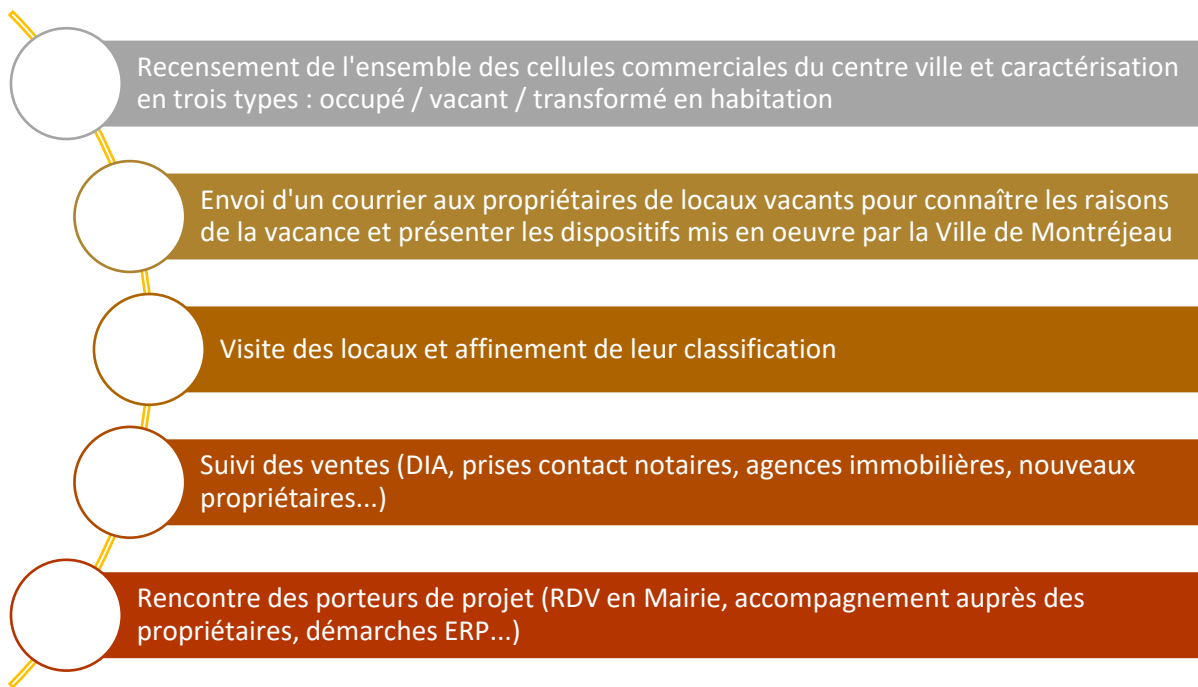 Recensement de l'ensemble des cellules commerciales du centre ville et caractérisation
en trois types : occupé / vacant / transformé en habitation
Envoi d'un courrier aux propriétaires de locaux vacants pour connaître les raisons
de la vacance et présenter les dispositifs mis en oeuvre par la Ville de Montréjeau
Visite des locaux et affinement de leur classification
Suivi des ventes (DIA, prises contact notaires, agences immobilières, nouveaux
propriétaires...)
Rencontre des porteurs de projet (RDV en Mairie, accompagnement auprès des
propriétaires, démarches ERP...)